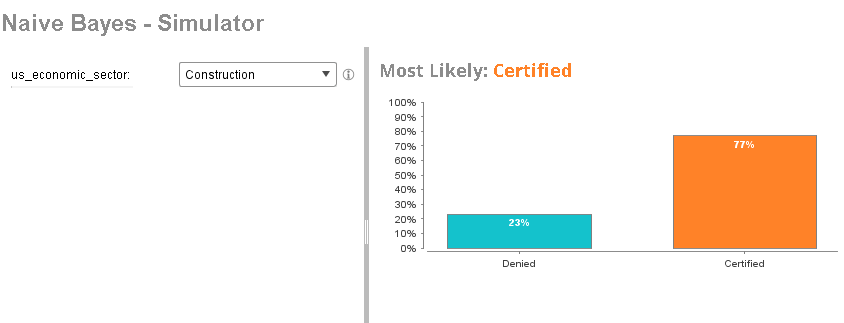 Naive Bayes - Simulator
us_economic_sector:
Construction
Most Likely: Certified
100%
90%
80%
70%
60%
50%
40%
30%
20%
10%
0%
23%
77%
Denied
Certified